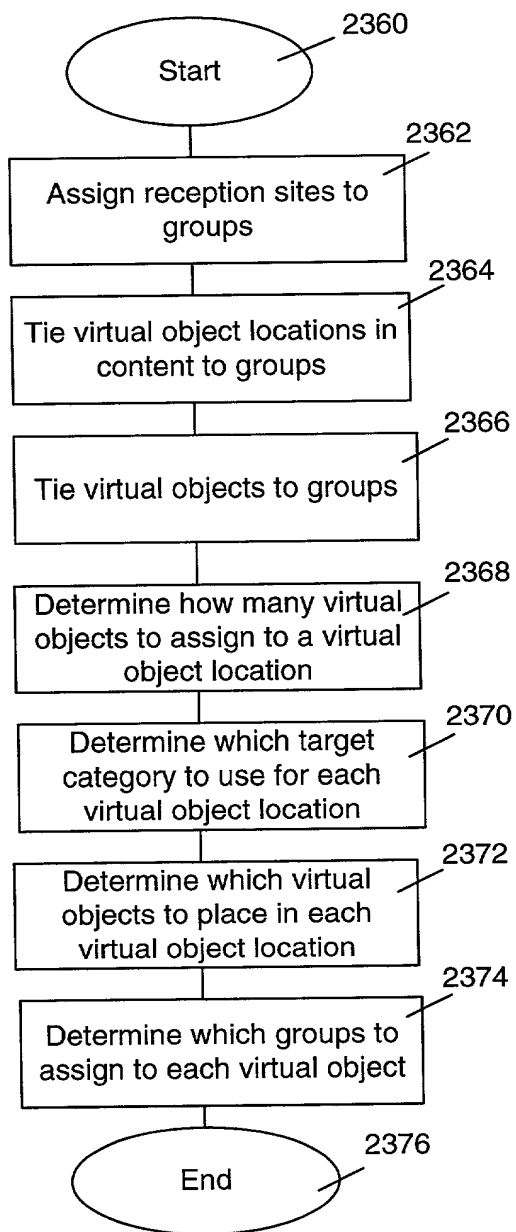 2360
Start
2362
Assign reception sites to
groups
2364
Tie virtual object locations in
content to groups
2366
Tie virtual objects to groups
2368
Determine how many virtual
objects to assign to a virtual
object location
2370
Determine which target
category to use for each
virtual object location
2372
Determine which virtual
objects to place in each
virtual object location
2374
Determine which groups to
assign to each virtual object
2376
End